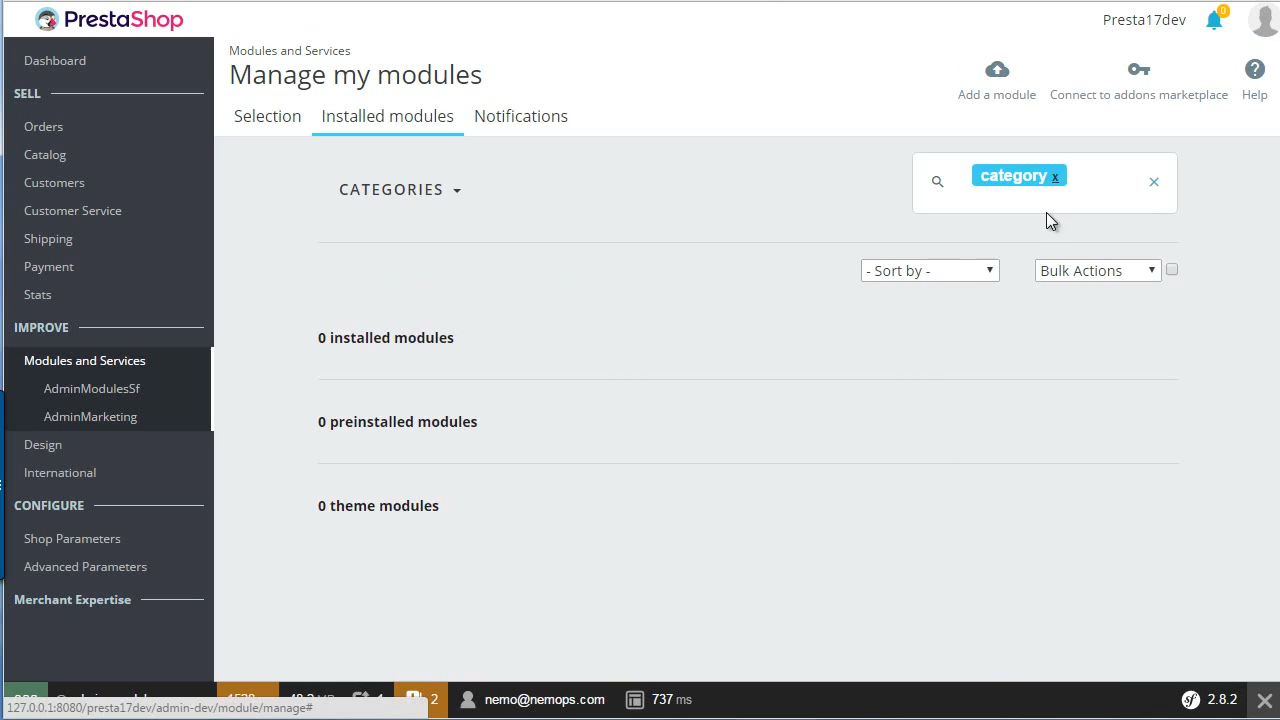 PrestaShop
Presta17dev
0
Dashboard
SELL
Orders
Catalog
Customers
Customer Service
Shipping
Payment
Stats
IMPROVE
Modules and Services
AdminModulesSf
AdminMarketing
Design
International
CONFIGURE
Shop Parameters
Advanced Parameters
Merchant Expertise
Modules and Services
Manage my modules
Add a module
Connect to addons marketplace
Help
Selection
Installed modules
Notifications
CATEGORIES
category x
- Sort by -
Bulk Actions
0 installed modules
0 preinstalled modules
0 theme modules
2
nemo@nemops.com
737 ms
2.8.2
127.0.0.1:8080/presta17dev/admin-dev/module/manage#